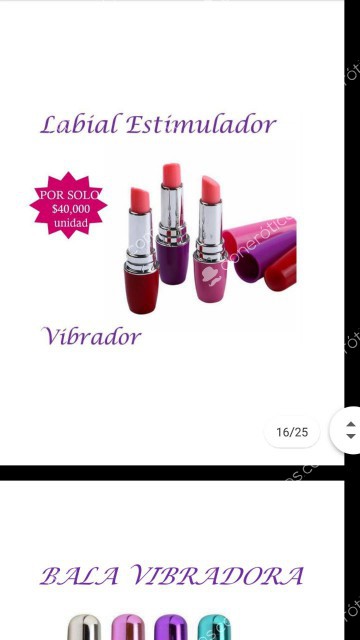 Labial Estimulador
POR SOLO
$40,000
unidad
Vibrador
16/25
BALA VIBRADORA